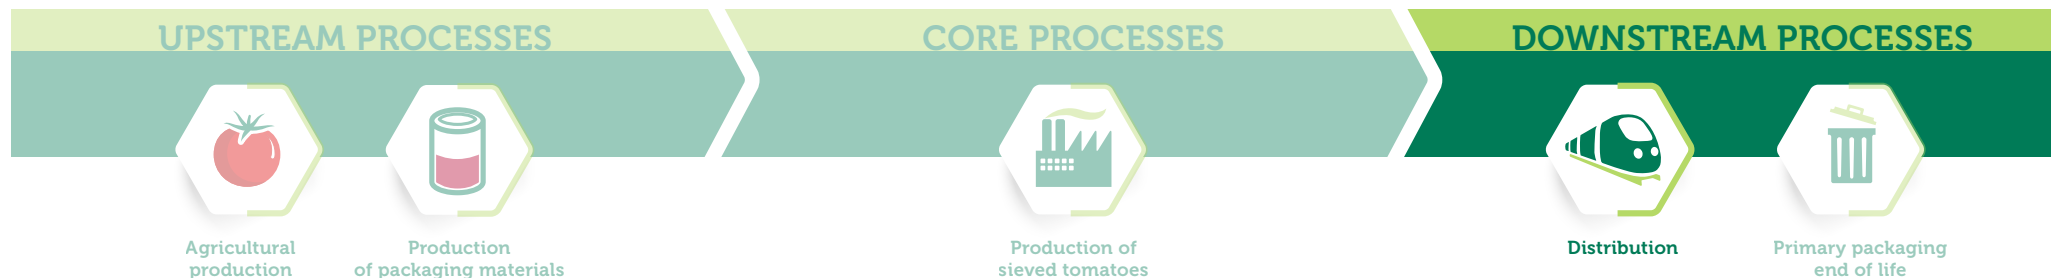 UPSTREAM PROCESSES
CORE PROCESSES
DOWNSTREAM PROCESSES
Agricultural
production
Production
of packaging materials
Production of
sieved tomatoes
Distribution
Primary packaging
end of life